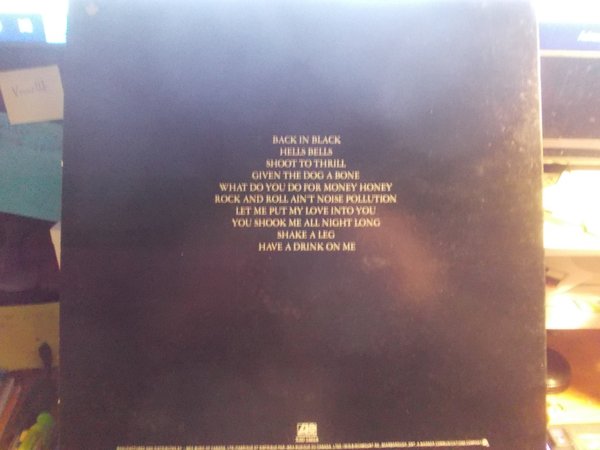 BACK IN BLACK
HELLS BELLS
SHOOT TO THRILL
GIVEN THE DOG A BONE
WHAT DO YOU DO FOR MONEY HONEY
ROCK AND ROLL AIN'T NOISE POLLUTION
LET ME PUT MY LOVE INTO YOU
YOU SHOOK ME ALL NIGHT LONG
SHAKE A LEG
HAVE A DRINK ON ME